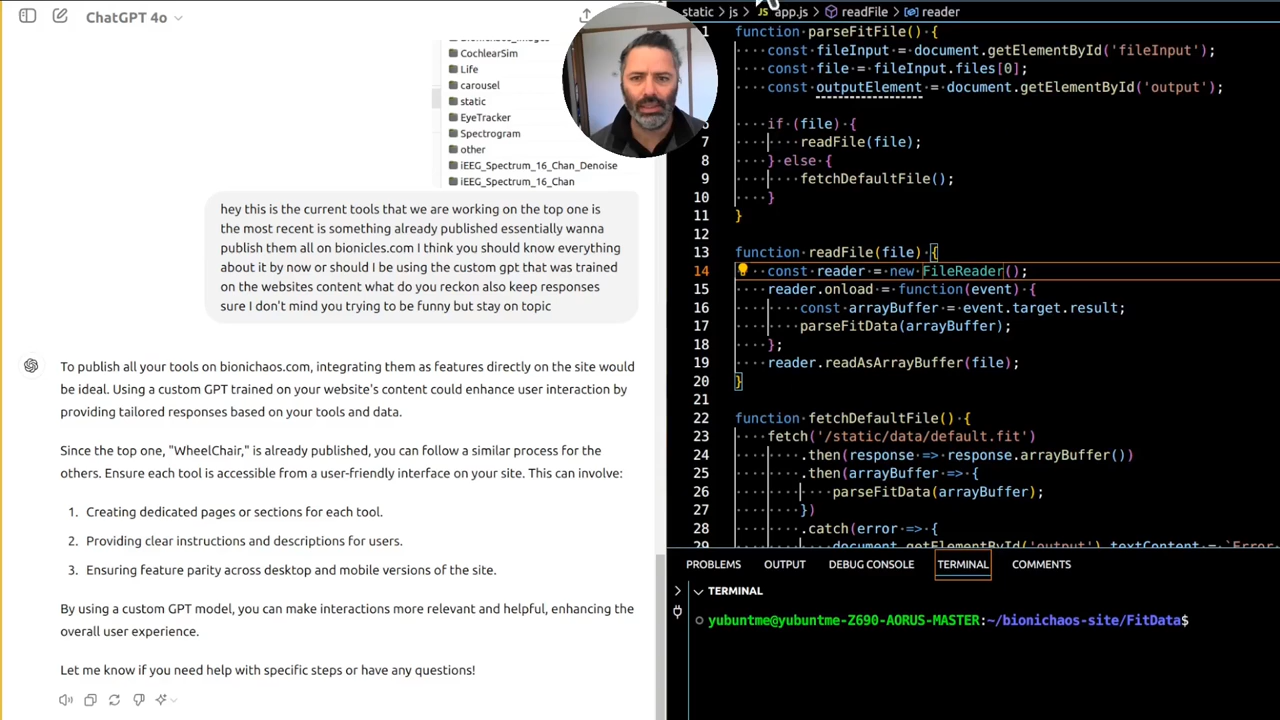 ChatGPT 4o
CochlearSim
Life
carousel
static
EyeTracker
Spectrogram
other
iEEG_Spectrum_16_Chan_Denoise
iEEG_Spectrum_16_Chan
hey this is the current tools that we are working on the top one is
the most recent is something already published essentially wanna
publish them all on bionicles.com I think you should know everything
about it by now or should I be using the custom gpt that was trained
on the websites content what do you reckon also keep responses
sure I don't mind you trying to be funny but stay on topic
To publish all your tools on bionichaos.com, integrating them as features directly on the site would
be ideal. Using a custom GPT trained on your website's content could enhance user interaction by
providing tailored responses based on your tools and data.
Since the top one, "WheelChair," is already published, you can follow a similar process for the
others. Ensure each tool is accessible from a user-friendly interface on your site. This can involve:
1. Creating dedicated pages or sections for each tool.
2. Providing clear instructions and descriptions for users.
3. Ensuring feature parity across desktop and mobile versions of the site.
By using a custom GPT model, you can make interactions more relevant and helpful, enhancing the
overall user experience.
Let me know if you need help with specific steps or have any questions!
static > js > JS app.js > readFile > reader
1 function parseFitFile() {
const fileInput = document.getElementById('fileInput');
const file = fileInput.files[0];
const outputElement = document.getElementById('output');
if (file) {
7 readFile(file);
8 } else {
9 fetchDefaultFile();
10 }
11 }
12
13 function readFile(file) {
14 const reader = new FileReader();
15 reader.onload = function(event) {
16 const arrayBuffer = event.target.result;
17 parseFitData(arrayBuffer);
18 };
19 reader.readAsArrayBuffer(file);
20 }
21
22 function fetchDefaultFile() {
23 fetch('/static/data/default.fit')
24 .then(response => response.arrayBuffer())
25 .then(arrayBuffer => {
26 parseFitData(arrayBuffer);
27 })
28 .catch(error => {
29 document.getElementById('output').textContent = `Error
PROBLEMS OUTPUT DEBUG CONSOLE TERMINAL COMMENTS
TERMINAL
yubuntme@yubuntme-Z690-AORUS-MASTER:~/bionichaos-site/FitData$